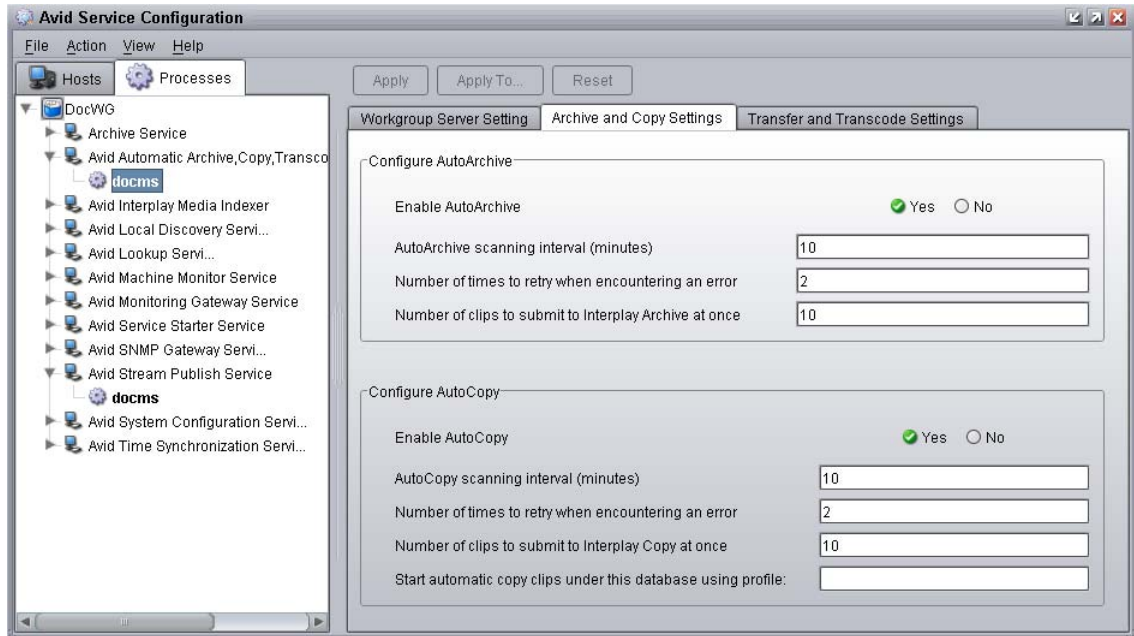 Avid Service Configuration
File Action View Help
Hosts Processes
Apply Apply To... Reset
DocWG
Archive Service
Avid Automatic Archive,Copy,Transco
docms
Avid Interplay Media Indexer
Avid Local Discovery Servi...
Avid Lookup Servi...
Avid Machine Monitor Service
Avid Monitoring Gateway Service
Avid Service Starter Service
Avid SNMP Gateway Servi...
Avid Stream Publish Service
docms
Avid System Configuration Servi...
Avid Time Synchronization Servi...
Workgroup Server Setting Archive and Copy Settings Transfer and Transcode Settings
Configure AutoArchive
Enable AutoArchive Yes No
AutoArchive scanning interval (minutes) 10
Number of times to retry when encountering an error 2
Number of clips to submit to Interplay Archive at once 10
Configure AutoCopy
Enable AutoCopy Yes No
AutoCopy scanning interval (minutes) 10
Number of times to retry when encountering an error 2
Number of clips to submit to Interplay Copy at once 10
Start automatic copy clips under this database using profile: